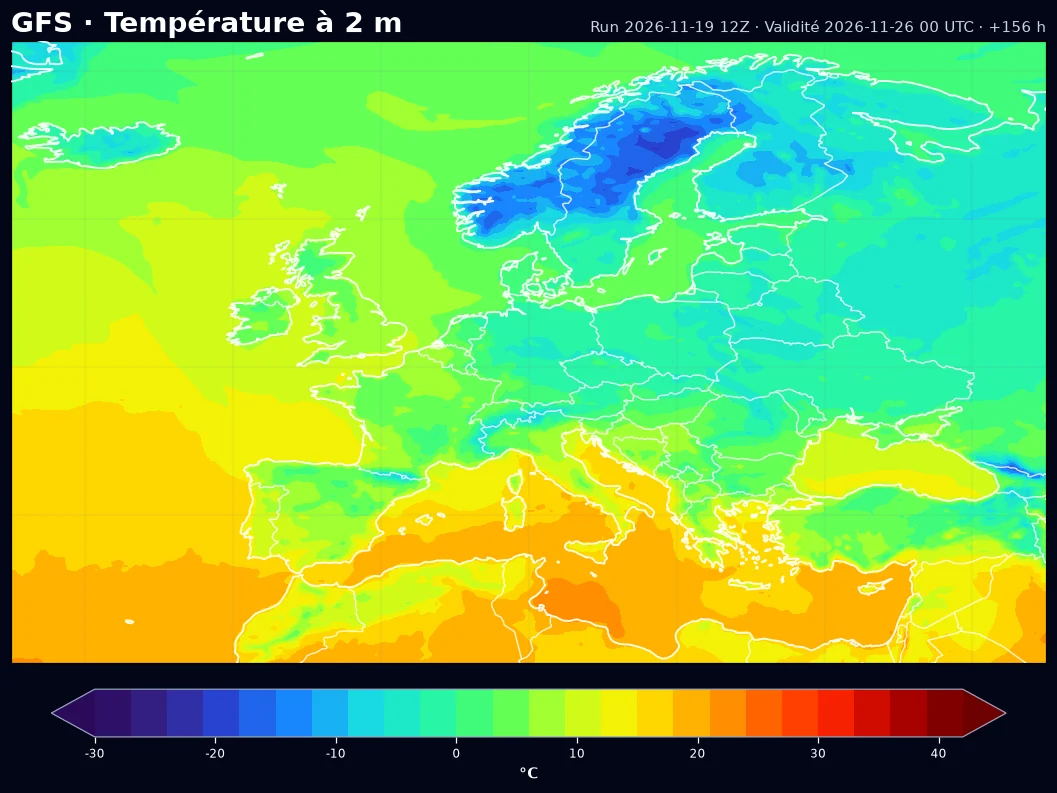 GFS · Température à 2 m
Run 2026-11-19 12Z · Validité 2026-11-26 00 UTC · +156 h
-30 -20 -10 0 10 20 30 40
°C